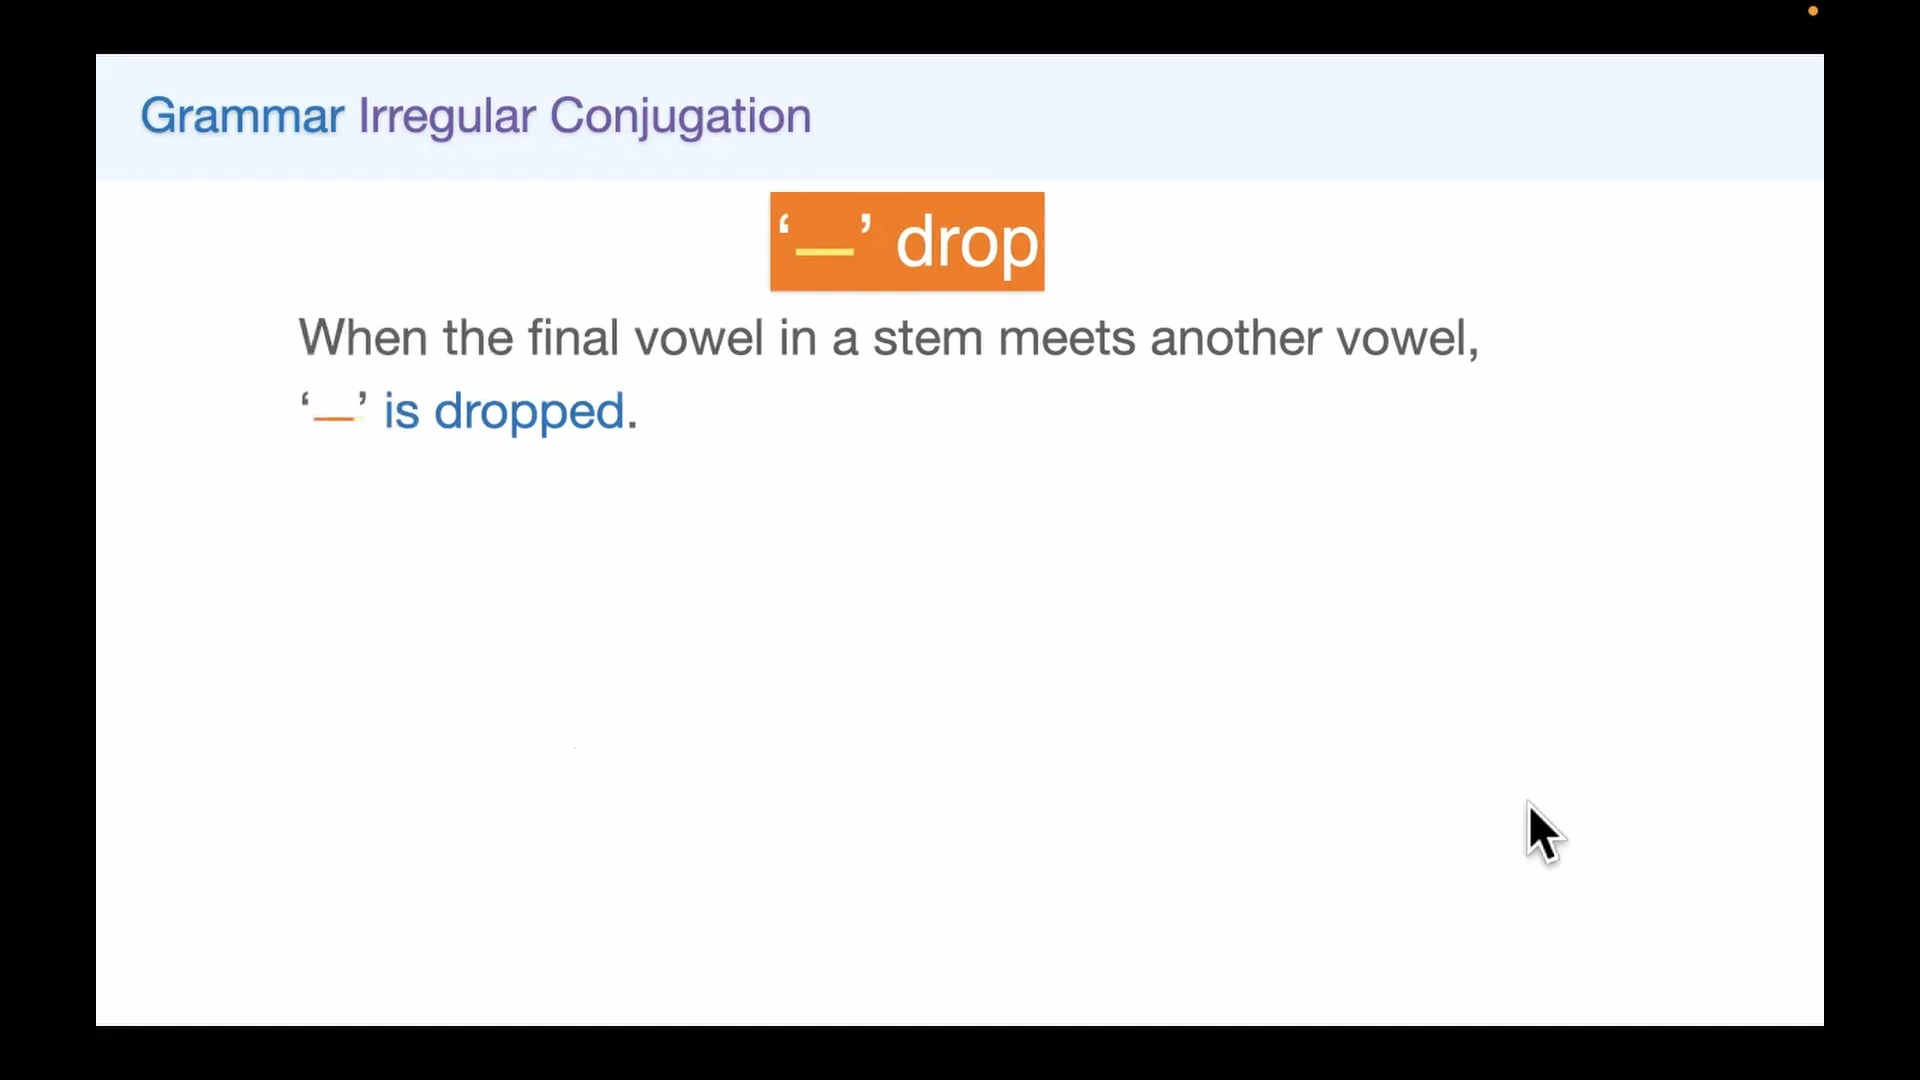 Grammar Irregular Conjugation
‘ㅡ’ drop
When the final vowel in a stem meets another vowel,
‘ㅡ’ is dropped.